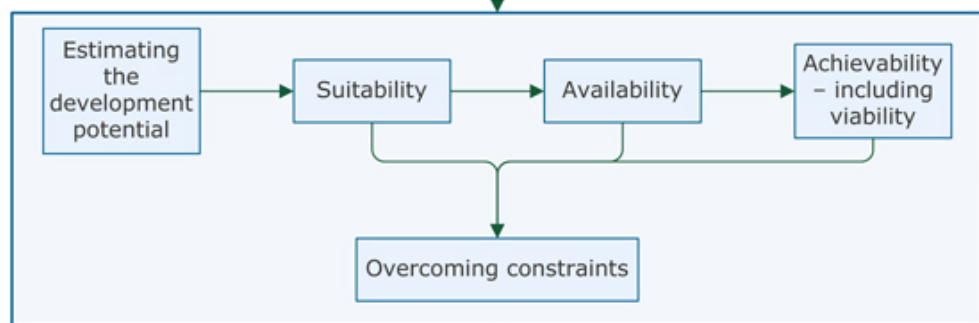 Estimating
the
development
potential
Suitability
Availability
Achievability
– including
viability
Overcoming constraints